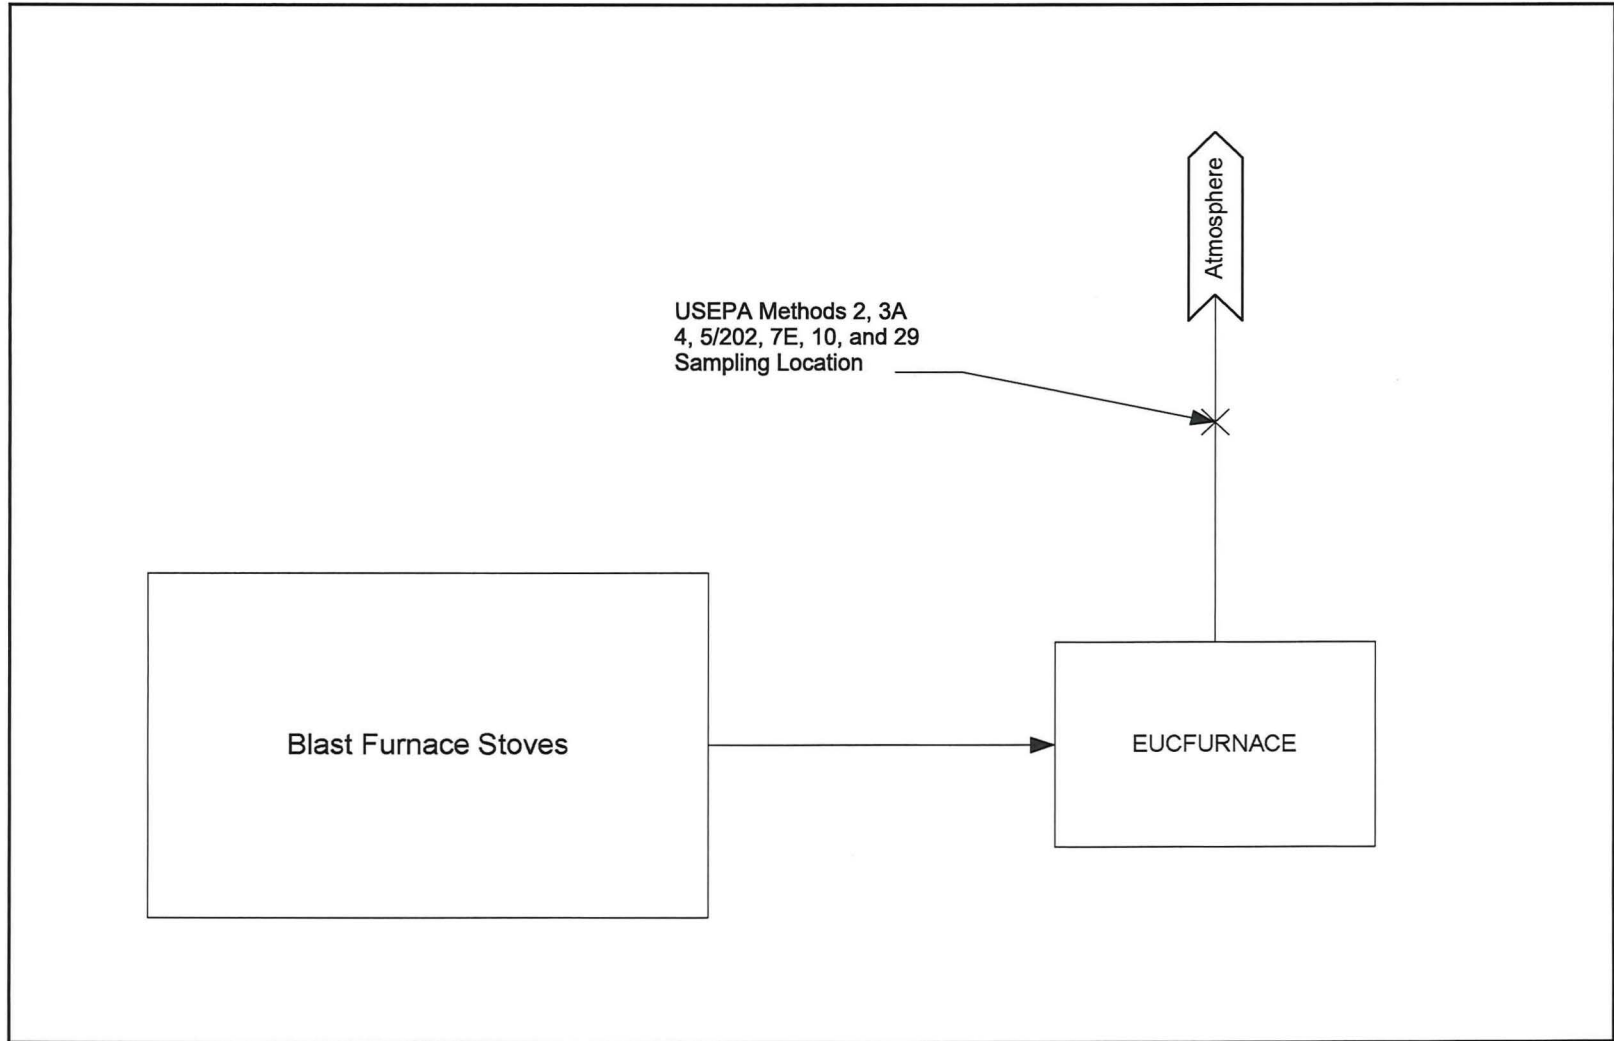 Atmosphere
USEPA Methods 2, 3A
4, 5/202, 7E, 10, and 29
Sampling Location
Blast Furnace Stoves
EUCFURNACE